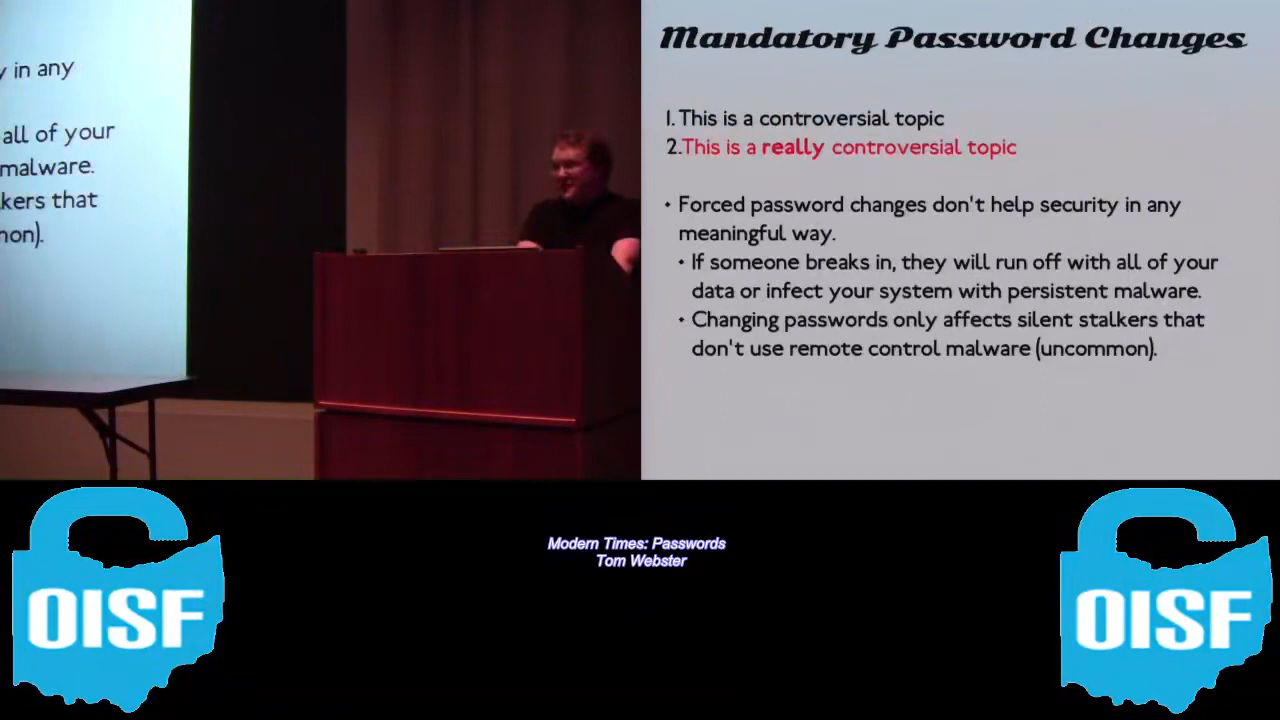 y in any
all of your
malware.
kers that
non).
Mandatory Password Changes
1. This is a controversial topic
2.This is a really controversial topic
• Forced password changes don't help security in any
meaningful way.
• If someone breaks in, they will run off with all of your
data or infect your system with persistent malware.
• Changing passwords only affects silent stalkers that
don't use remote control malware (uncommon).
Modern Times: Passwords
Tom Webster
OISF
OISF